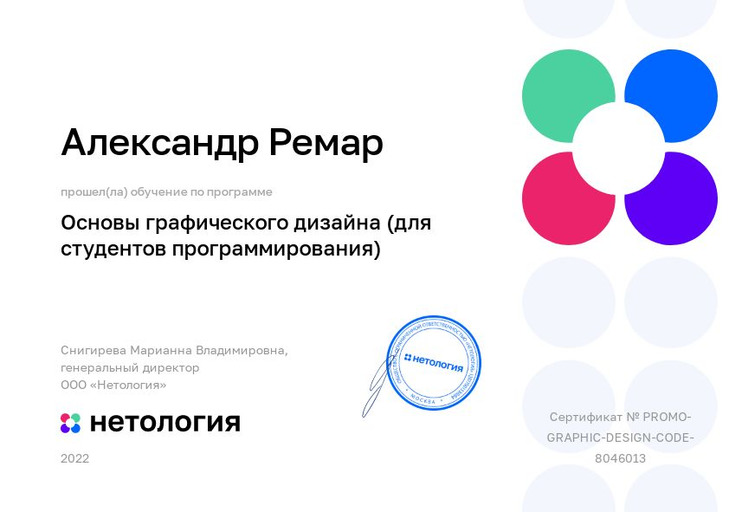 Александр Ремар
прошел(ла) обучение по программе
Основы графического дизайна (для
студентов программирования)
Снигирева Марианна Владимировна,
генеральный директор
ООО «Нетология»
нетология
2022
нетология
МОСКВА
Сертификат № PROMO-
GRAPHIC-DESIGN-CODE-
8046013